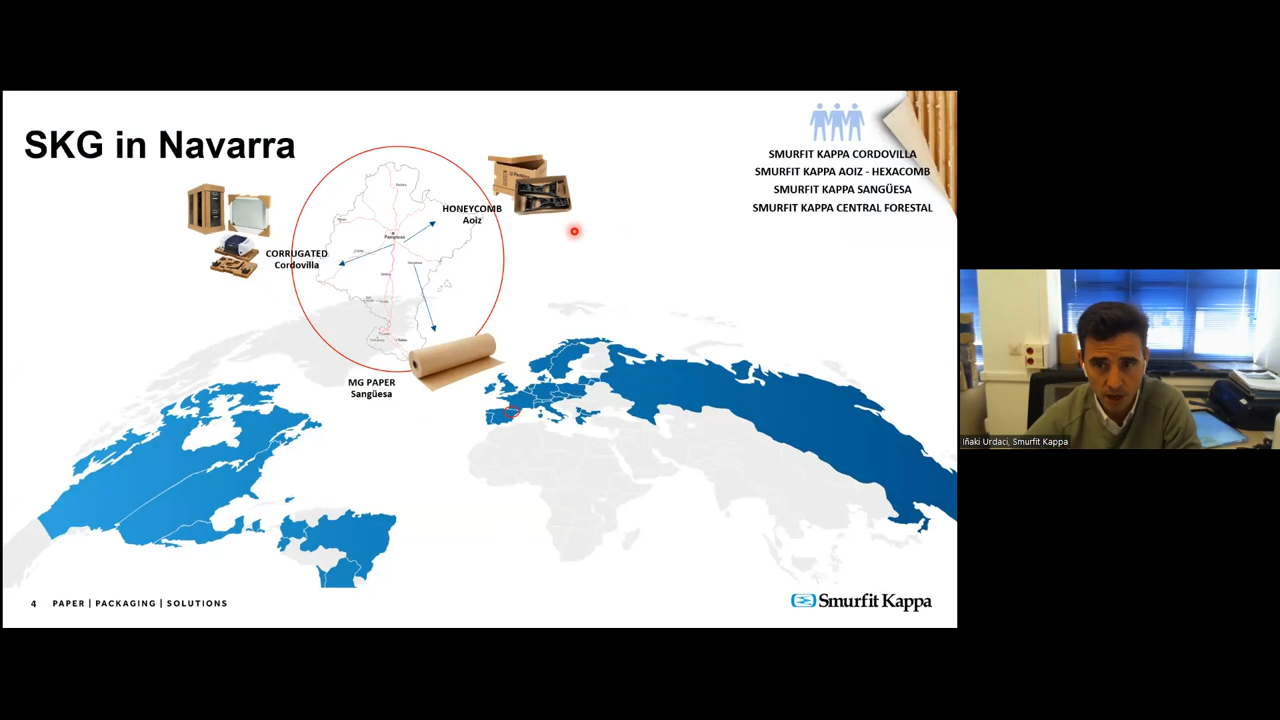 SKG in Navarra
SMURFIT KAPPA CORDOVILLA
SMURFIT KAPPA AOIZ - HEXACOMB
SMURFIT KAPPA SANGÜESA
SMURFIT KAPPA CENTRAL FORESTAL
HONEYCOMB
Aoiz
Pamplona
CORRUGATED
Cordovilla
MG PAPER
Sangüesa
Iñaki Urdaci, Smurfit Kappa
4 PAPER | PACKAGING | SOLUTIONS
Smurfit Kappa